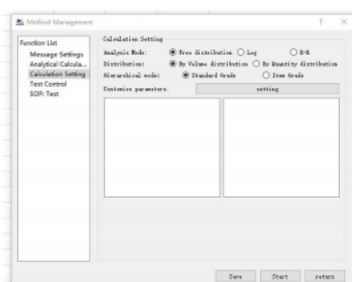 Method Management
?
Function List
Message Settings
Analytical Calcula...
Calculation Setting
Test Control
SOP: Test
Calculation Setting
Analysis Mode: Free distribution Log R-R
Distribution: By Volume distribution By Quantity distribution
Hierarchical mode: Standard Grade Item Grade
Customize parameters: setting
Save Start return